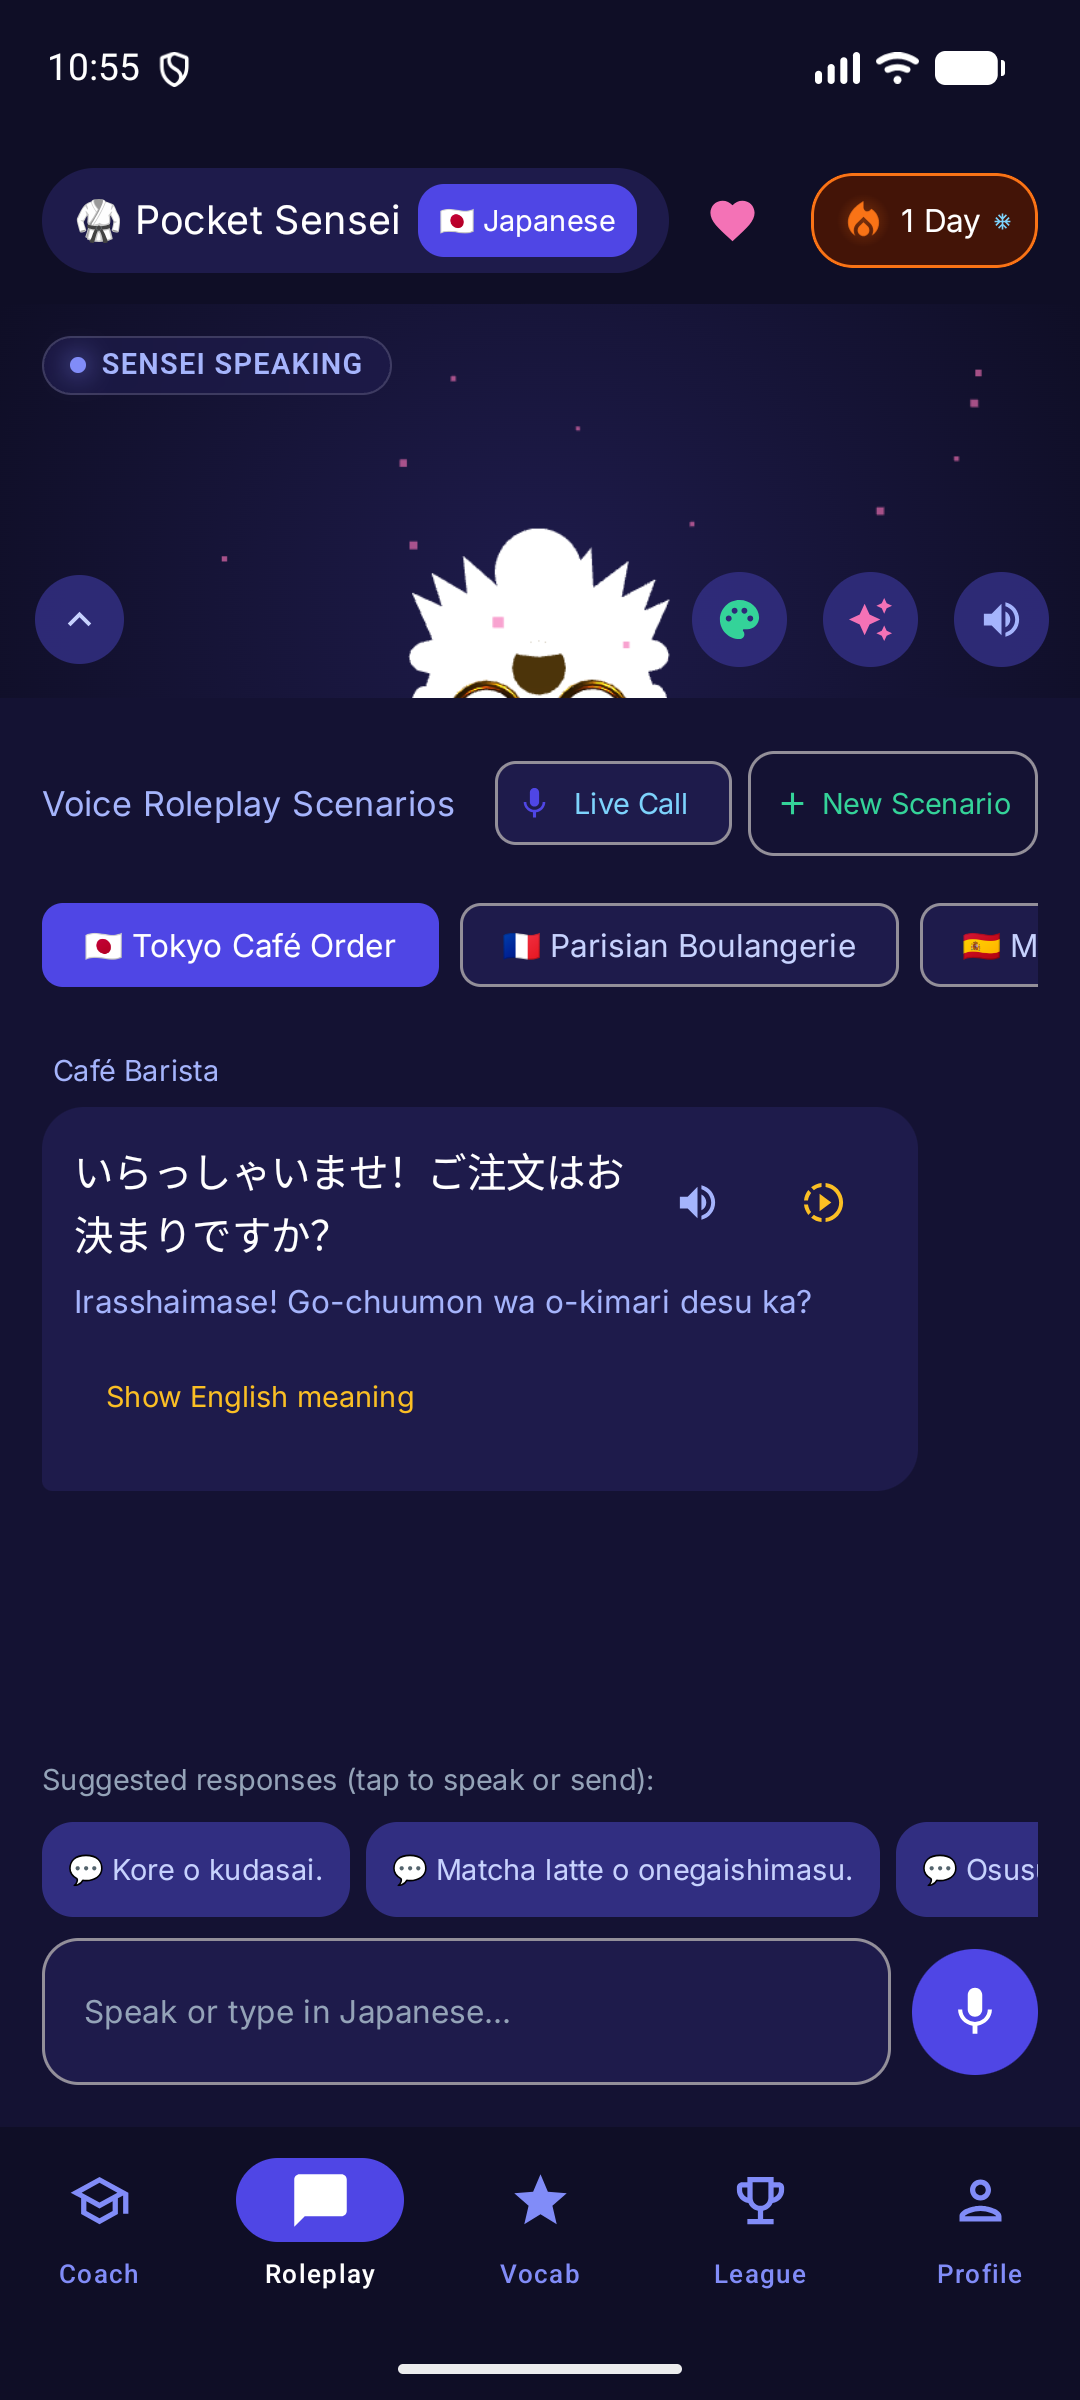 10:55
🥋 Pocket Sensei 🇯🇵 Japanese
1 Day ❄
SENSEI SPEAKING
Voice Roleplay Scenarios
Live Call
+ New Scenario
🇯🇵 Tokyo Café Order
🇫🇷 Parisian Boulangerie
🇪🇸 M
Café Barista
いらっしゃいませ！ご注文はお
決まりですか？
Irasshaimase! Go-chuumon wa o-kimari desu ka?
Show English meaning
Suggested responses (tap to speak or send):
💬 Kore o kudasai.
💬 Matcha latte o onegaishimasu.
💬 Osus
Speak or type in Japanese...
Coach
Roleplay
Vocab
League
Profile